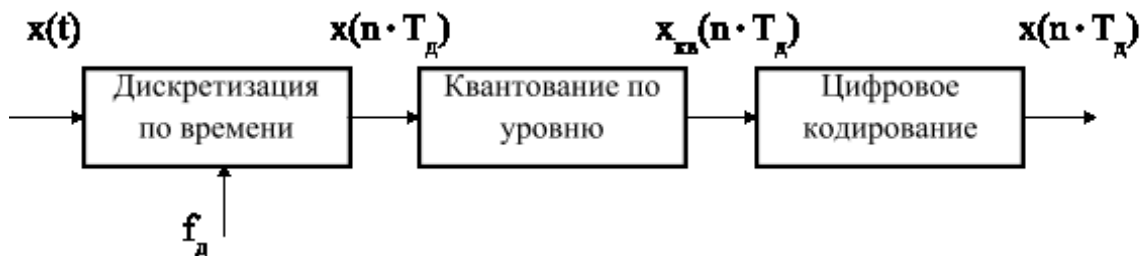 x(t) x(n · Tд) xкв(n · Tд) x(n · Tд)
Дискретизация по времени
Квантование по уровню
Цифровое кодирование
fд